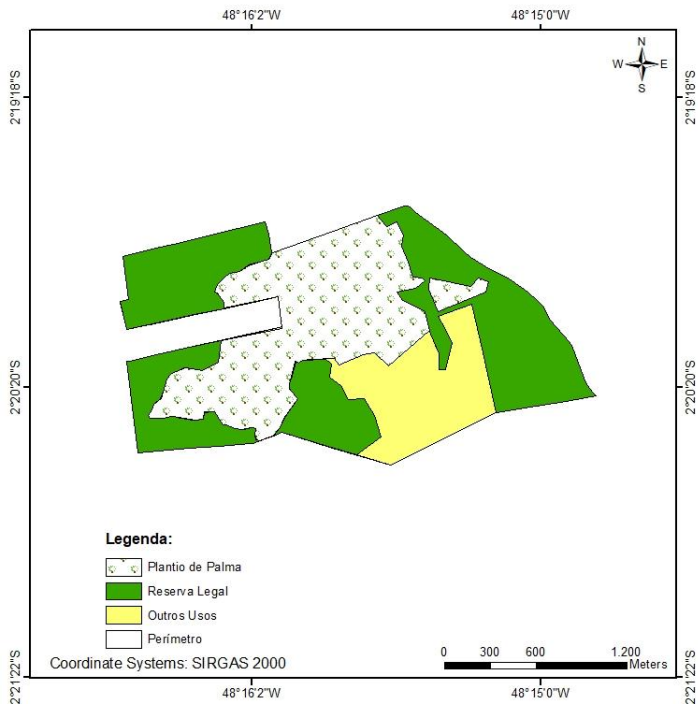 48°16'2"W 48°15'0"W
N
W E
S
2°19'18"S 2°19'18"S
2°20'20"S 2°20'20"S
Legenda:
Plantio de Palma
Reserva Legal
Outros Usos
Perímetro
Coordinate Systems: SIRGAS 2000
0 300 600 1.200
Meters
2°21'22"S 2°21'22"S
48°16'2"W 48°15'0"W